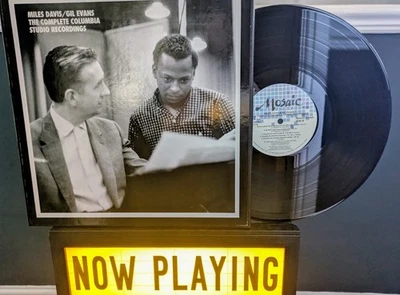 MILES DAVIS/GIL EVANS
THE COMPLETE COLUMBIA
STUDIO RECORDINGS
Mosaic
NOW PLAYING